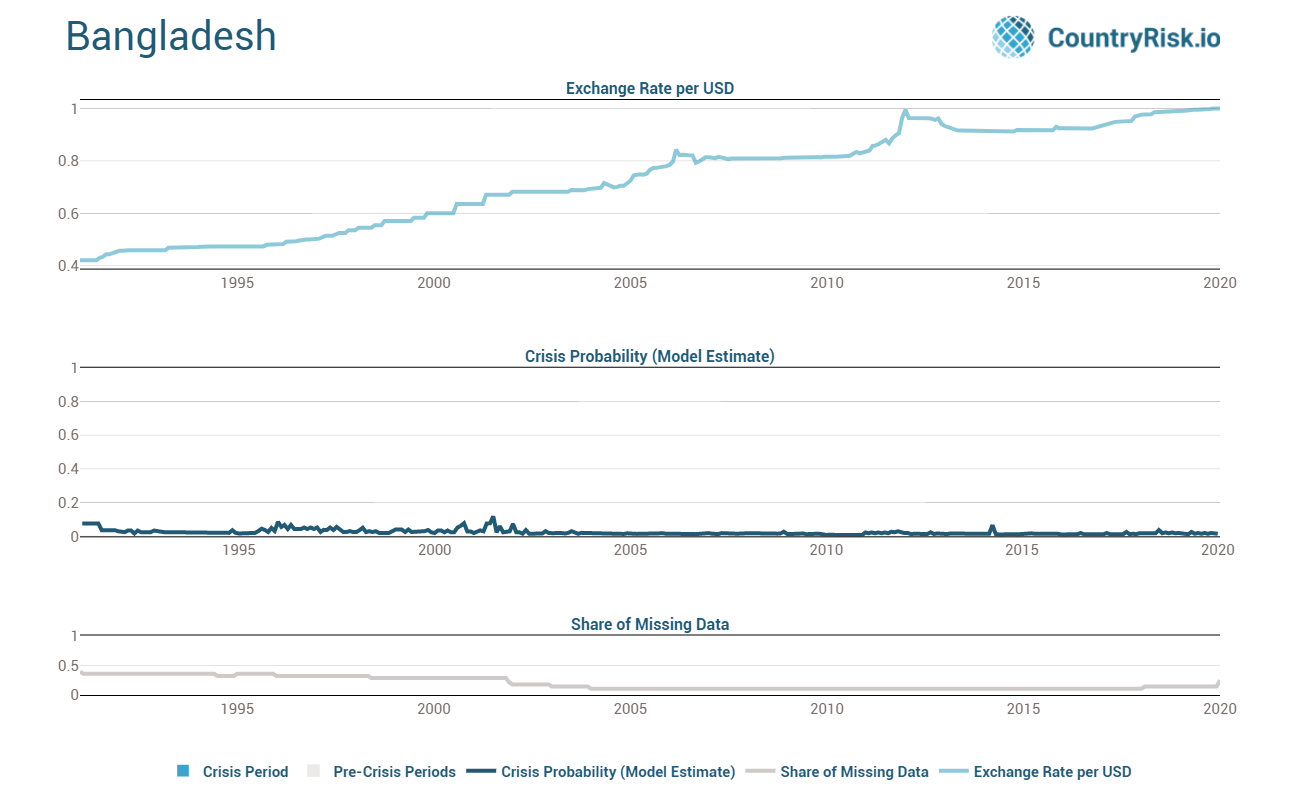 Bangladesh
CountryRisk.io
Exchange Rate per USD
1
0.8
0.6
0.4
1995 2000 2005 2010 2015 2020
Crisis Probability (Model Estimate)
1
0.8
0.6
0.4
0.2
0
1995 2000 2005 2010 2015 2020
Share of Missing Data
1
0.5
0
1995 2000 2005 2010 2015 2020
Crisis Period Pre-Crisis Periods Crisis Probability (Model Estimate) Share of Missing Data Exchange Rate per USD